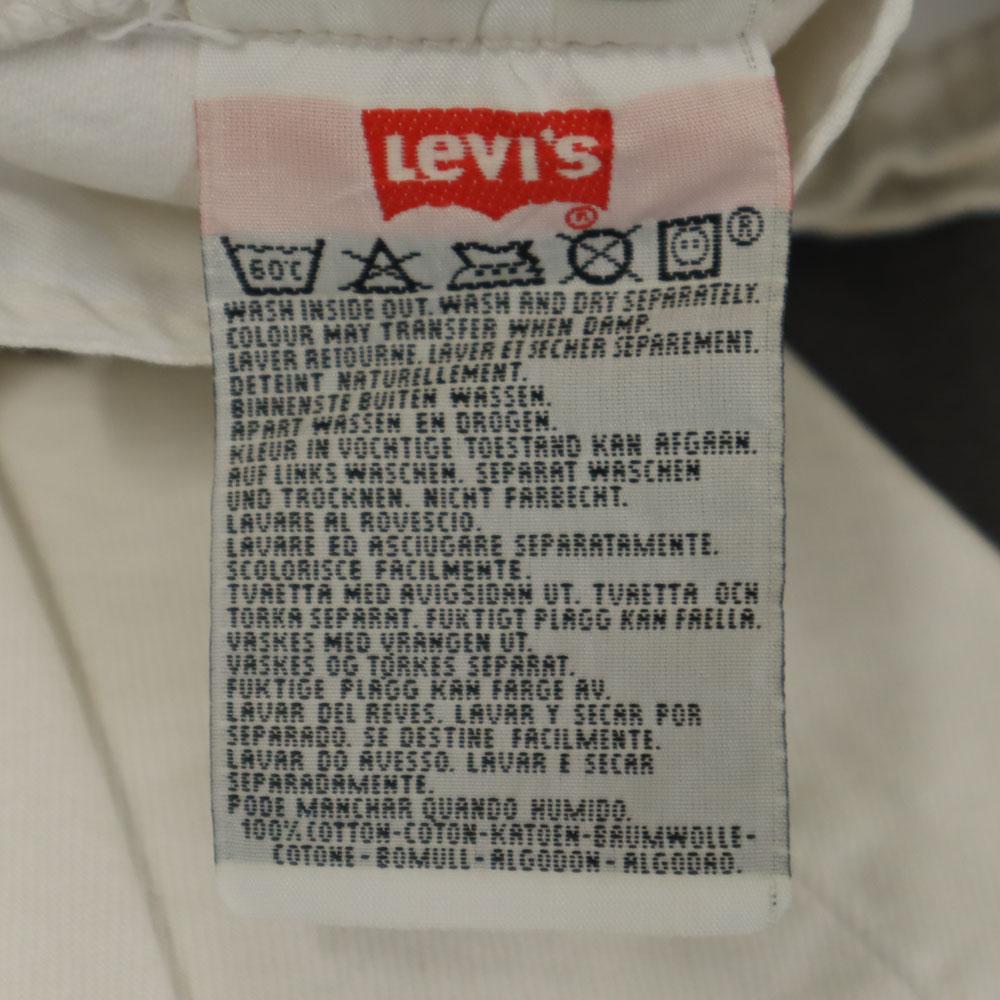 Levi's
®
60°C
®
WASH INSIDE OUT. WASH AND DRY SEPARATELY.
COLOUR MAY TRANSFER WHEN DAMP.
LAVER RETOURNE. LAVER ET SECHER SEPAREMENT.
DETEINT NATURELLEMENT.
BINNENSTE BUITEN WASSEN.
APART WASSEN EN DROGEN.
KLEUR IN VOCHTIGE TOESTAND KAN AFGAAN.
AUF LINKS WASCHEN. SEPARAT WASCHEN
UND TROCKNEN. NICHT FARBECHT.
LAVARE AL ROVESCIO.
LAVARE ED ASCIUGARE SEPARATAMENTE.
SCOLORISCE FACILMENTE.
TVAETTA MED AVIGSIDAN UT. TVAETTA OCH
TORKA SEPARAT. FUKTIGT PLAGG KAN FAELLA.
VASKES MED VRANGEN UT.
VASKES OG TORKES SEPARAT.
FUKTIGE PLAGG KAN FARGE AV.
LAVAR DEL REVES. LAVAR Y SECAR POR
SEPARADO. SE DESTINE FACILMENTE.
LAVAR DO AVESSO. LAVAR E SECAR
SEPARADAMENTE.
PODE MANCHAR QUANDO HUMIDO.
100% COTTON-COTON-KATOEN-BAUMWOLLE-
COTONE-BOMULL-ALGODON-ALGODAO.